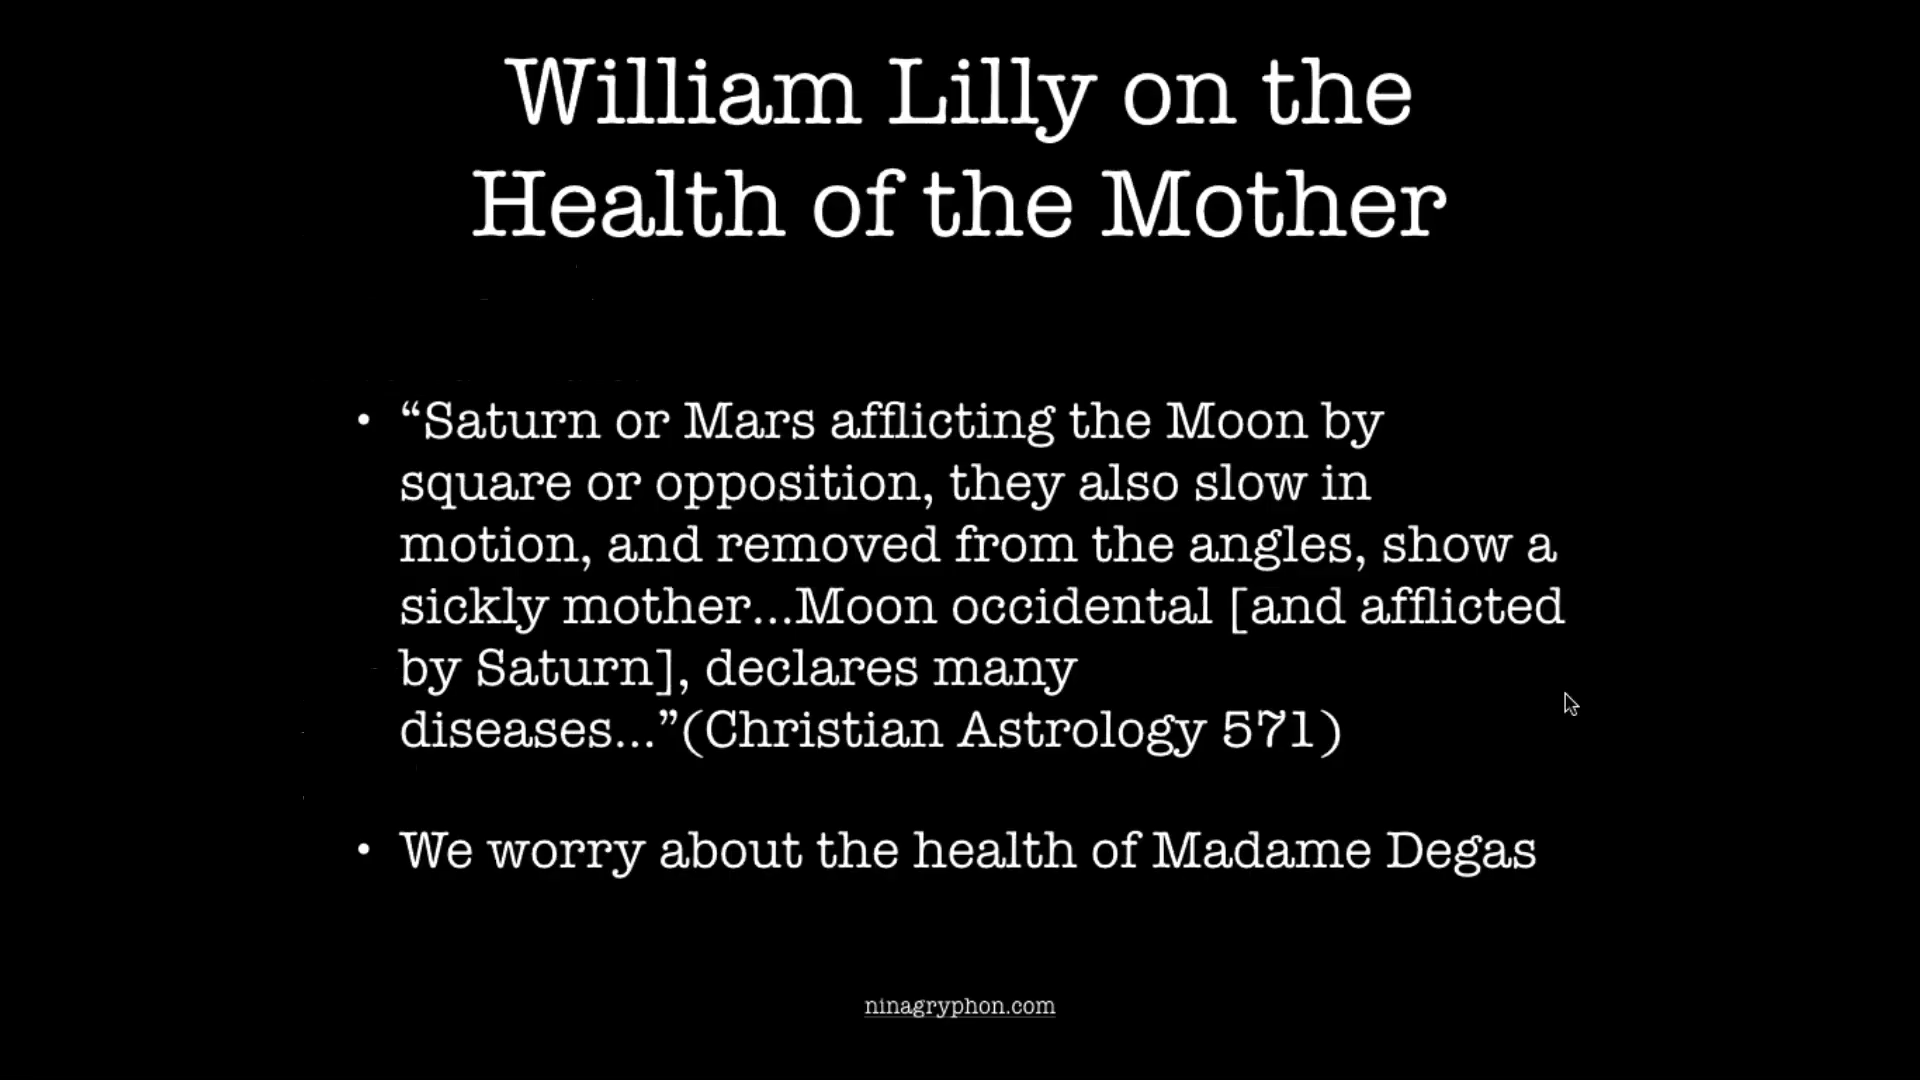 William Lilly on the
Health of the Mother
• “Saturn or Mars afflicting the Moon by
square or opposition, they also slow in
motion, and removed from the angles, show a
sickly mother...Moon occidental [and afflicted
by Saturn], declares many
diseases...”(Christian Astrology 571)
• We worry about the health of Madame Degas
ninagryphon.com